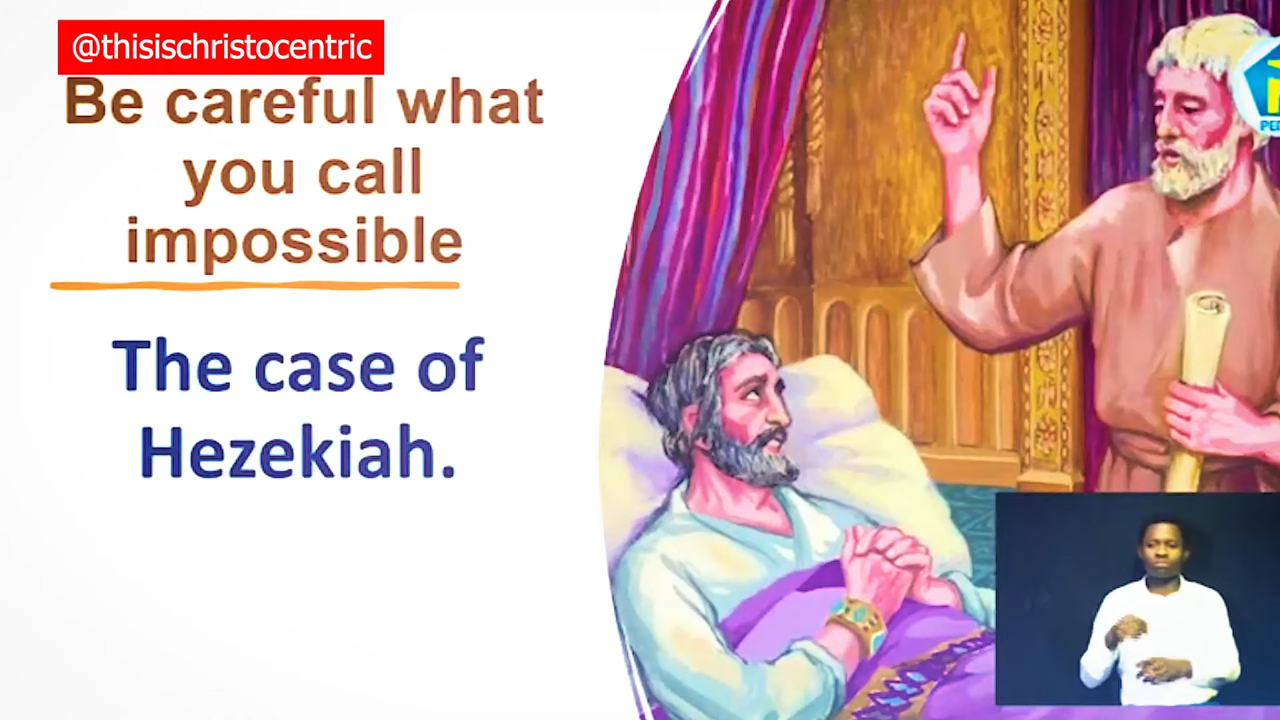 @thisischristocentric
Be careful what
you call
impossible
The case of
Hezekiah.